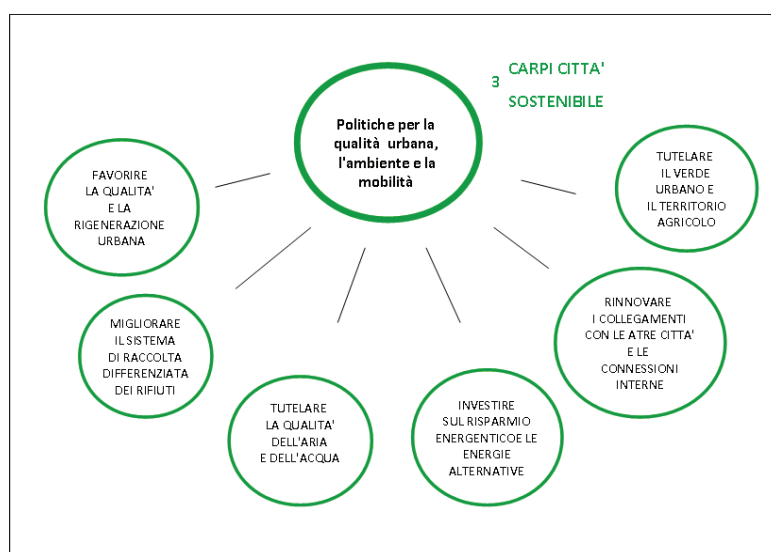 3 CARPI CITTA'
SOSTENIBILE
Politiche per la
qualità urbana,
l'ambiente e la
mobilità
FAVORIRE
LA QUALITA'
E LA
RIGENERAZIONE
URBANA
MIGLIORARE
IL SISTEMA
DI RACCOLTA
DIFFERENZIATA
DEI RIFIUTI
TUTELARE
LA QUALITA'
DELL'ARIA
E DELL'ACQUA
INVESTIRE
SUL RISPARMIO
ENERGENTICOE LE
ENERGIE
ALTERNATIVE
RINNOVARE
I COLLEGAMENTI
CON LE ATRE CITTA'
E LE
CONNESSIONI
INTERNE
TUTELARE
IL VERDE
URBANO E
IL TERRITORIO
AGRICOLO